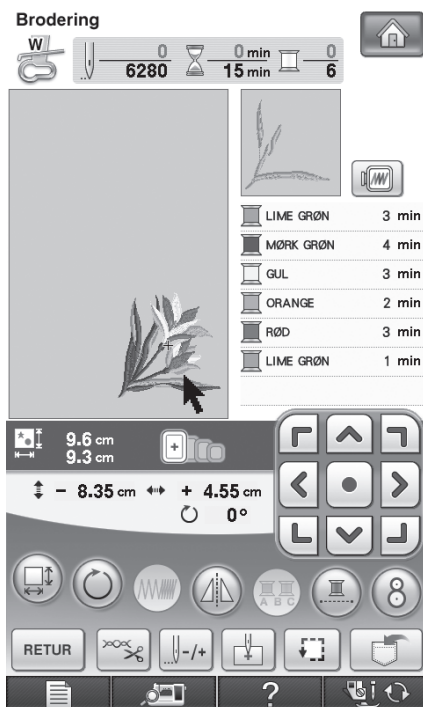 Brodering
W
0 0 min 0
6280 15 min 6
LIME GRØN 3 min
MØRK GRØN 4 min
GUL 3 min
ORANGE 2 min
RØD 3 min
LIME GRØN 1 min
9.6 cm
9.3 cm
- 8.35 cm + 4.55 cm
0°
A B C
8
RETUR -/+
? i